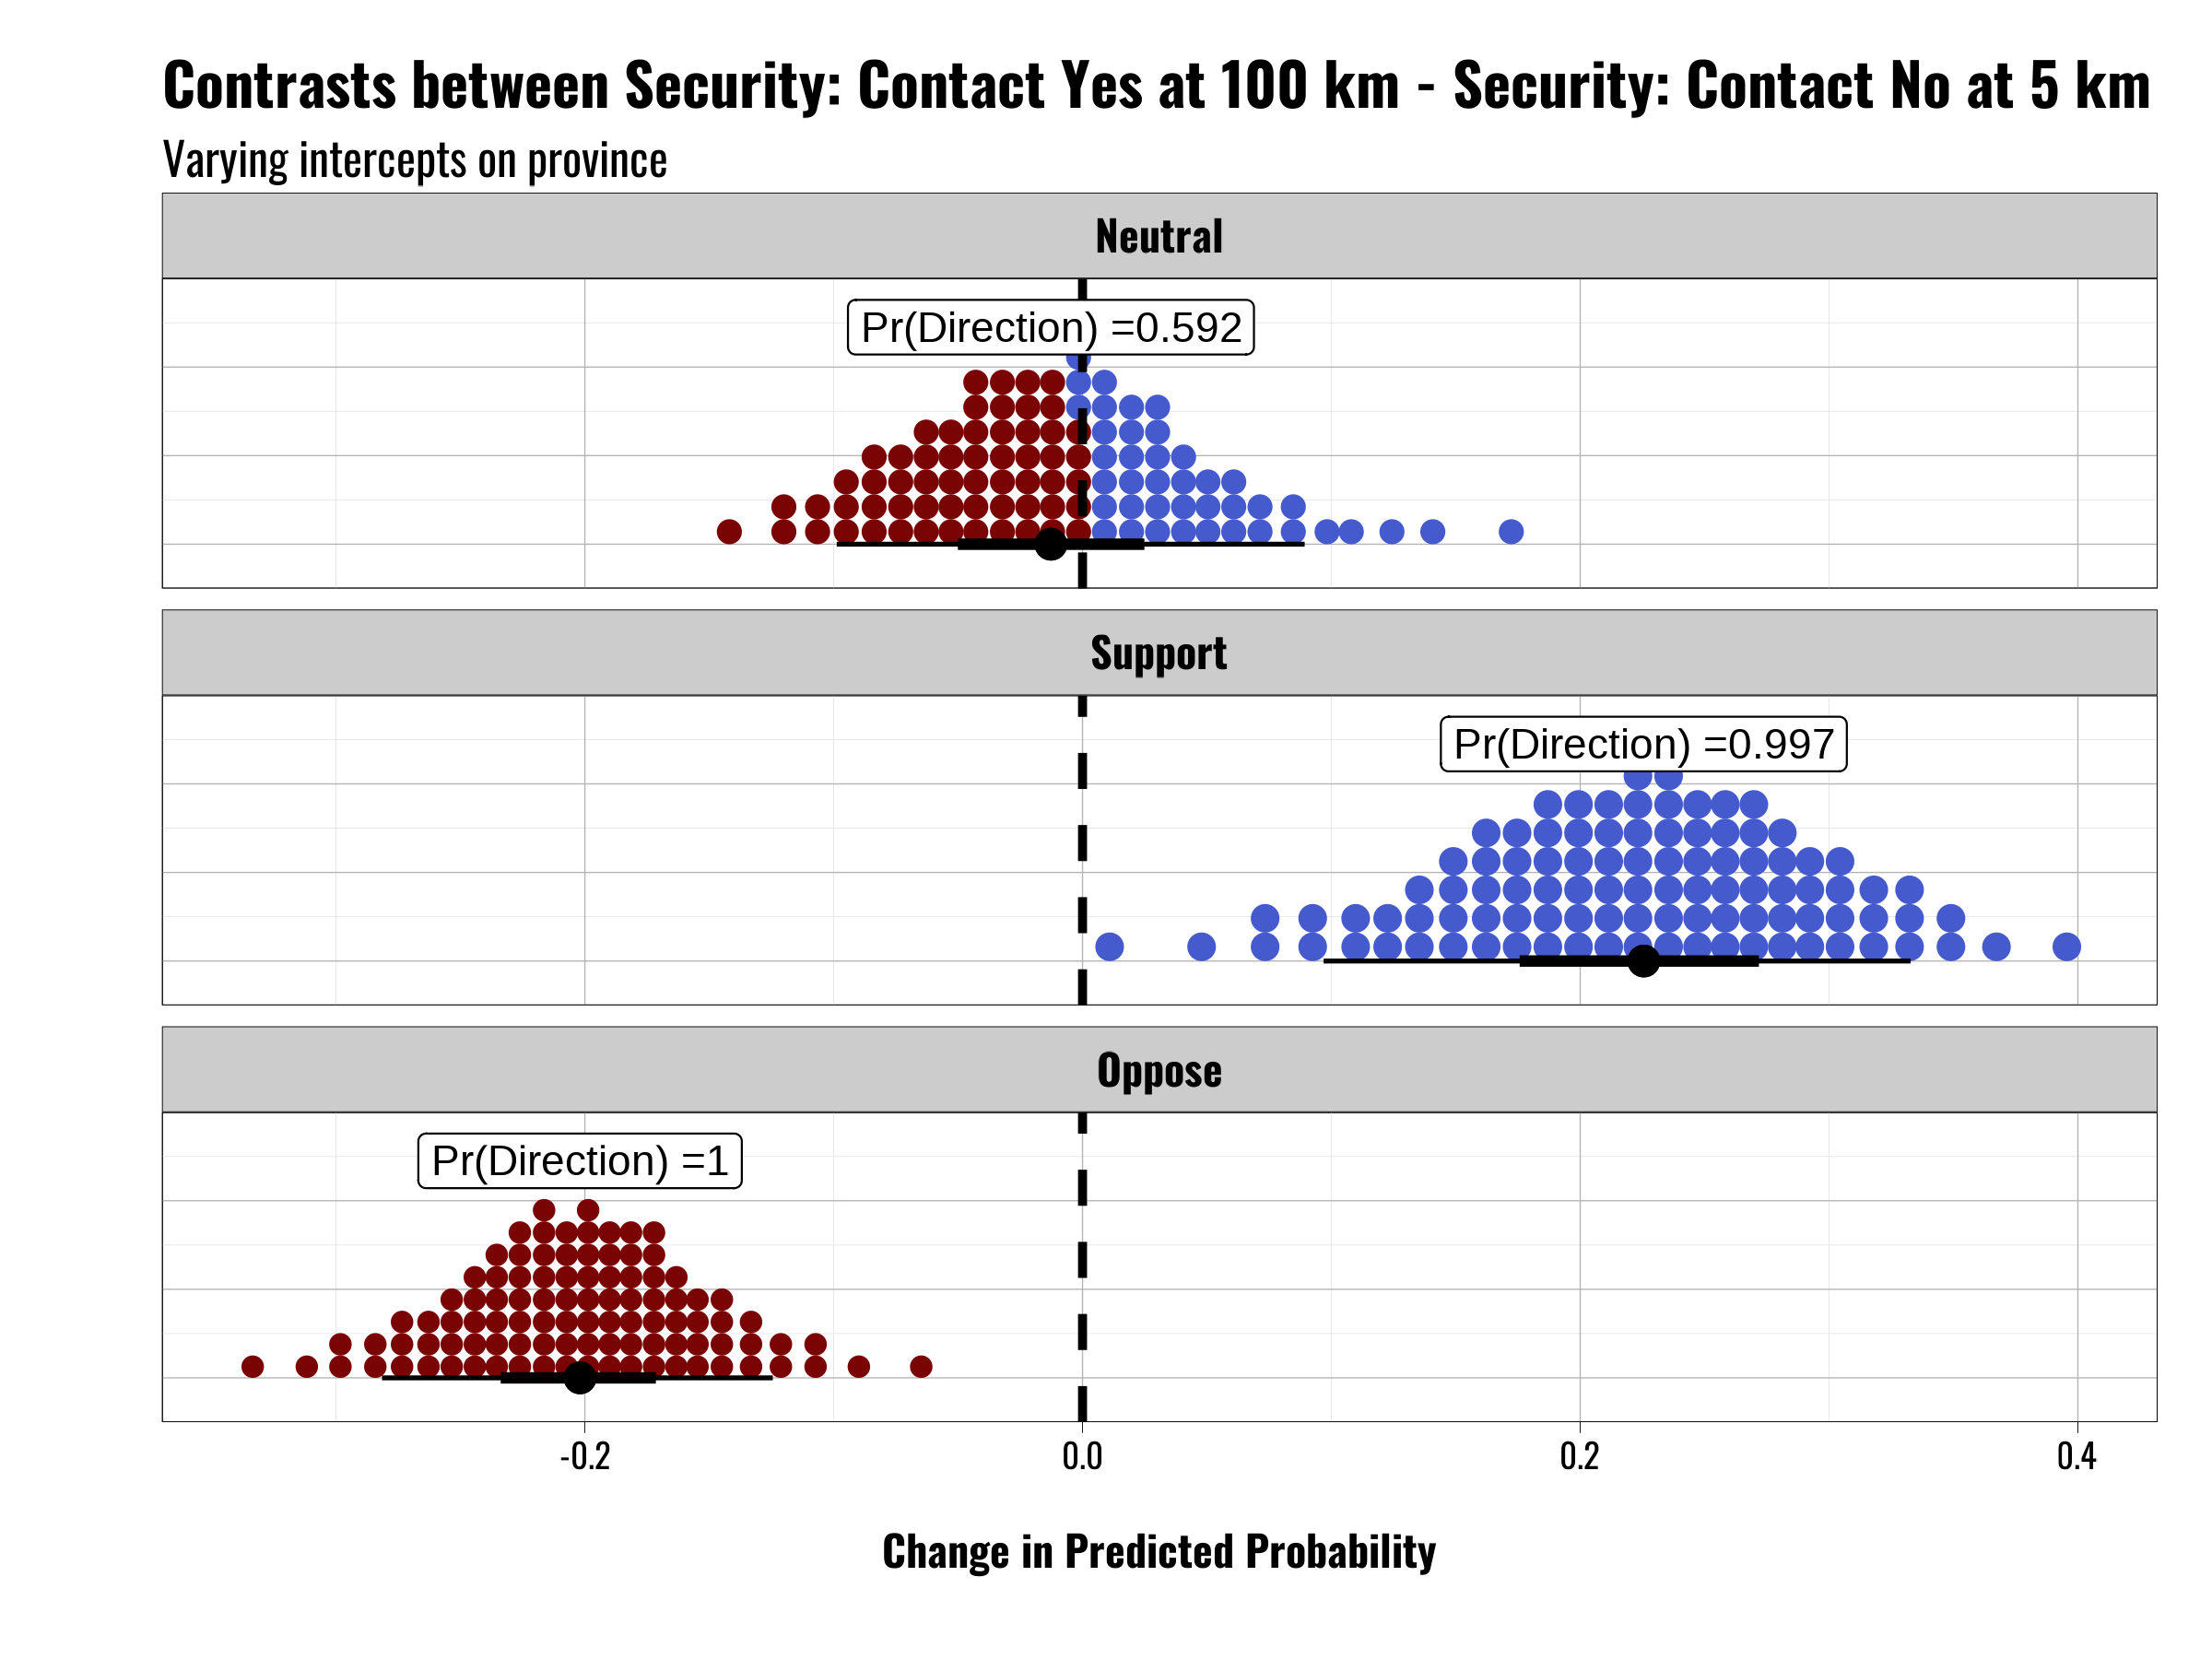 Contrasts between Security: Contact Yes at 100 km - Security: Contact No at 5 km
Varying intercepts on province
Neutral
Pr(Direction) =0.592
Support
Pr(Direction) =0.997
Oppose
Pr(Direction) =1
-0.2 0.0 0.2 0.4
Change in Predicted Probability